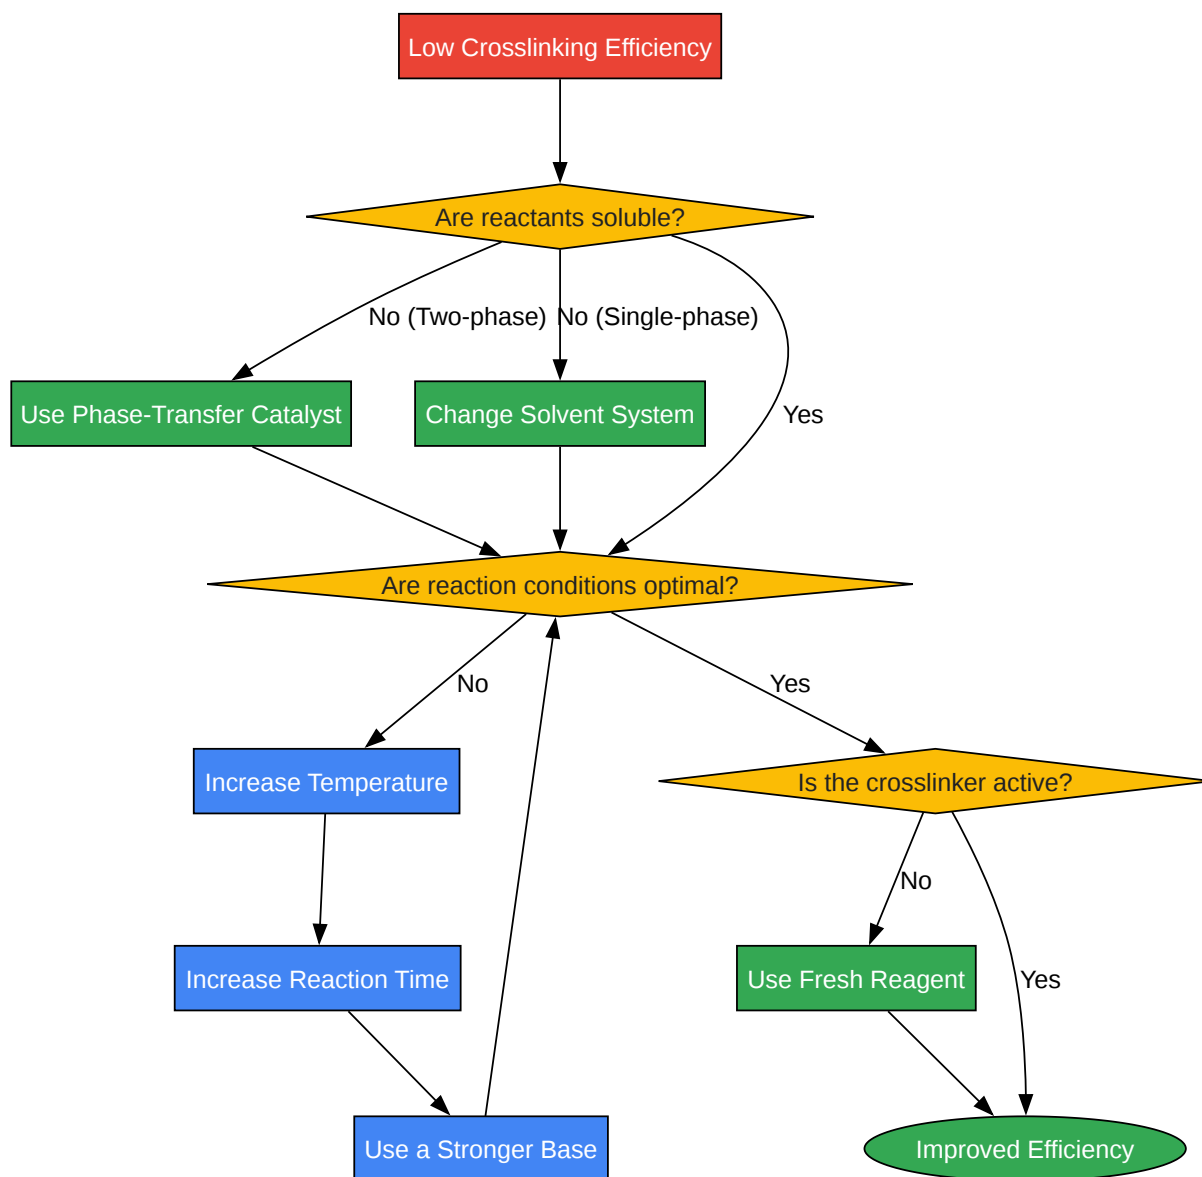 Low Crosslinking Efficiency
Are reactants soluble?
No (Two-phase)
No (Single-phase)
Use Phase-Transfer Catalyst
Change Solvent System
Yes
Are reaction conditions optimal?
No
Yes
Increase Temperature
Is the crosslinker active?
No
Increase Reaction Time
Use Fresh Reagent
Yes
Use a Stronger Base
Improved Efficiency